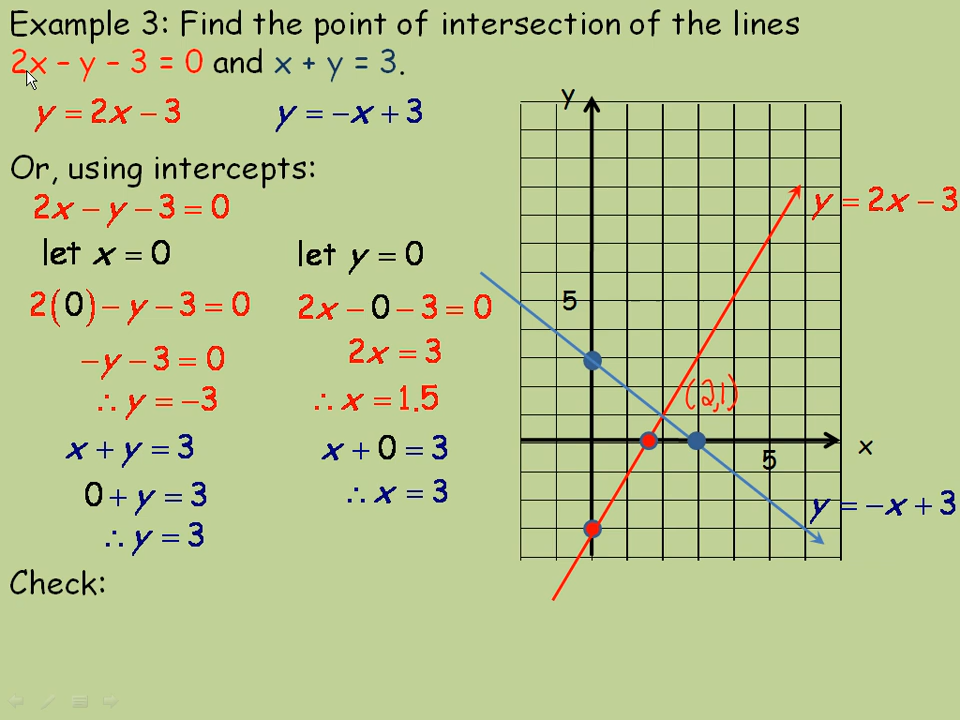 Example 3: Find the point of intersection of the lines
2x – y – 3 = 0 and x + y = 3.
y = 2x − 3
y = −x + 3
Or, using intercepts:
2x − y − 3 = 0
let x = 0
let y = 0
2(0) − y − 3 = 0
2x − 0 − 3 = 0
−y − 3 = 0
2x = 3
∴ y = −3
∴ x = 1.5
x + y = 3
x + 0 = 3
0 + y = 3
∴ x = 3
∴ y = 3
Check:
y
y = 2x − 3
5
(2,1)
x
5
y = −x + 3